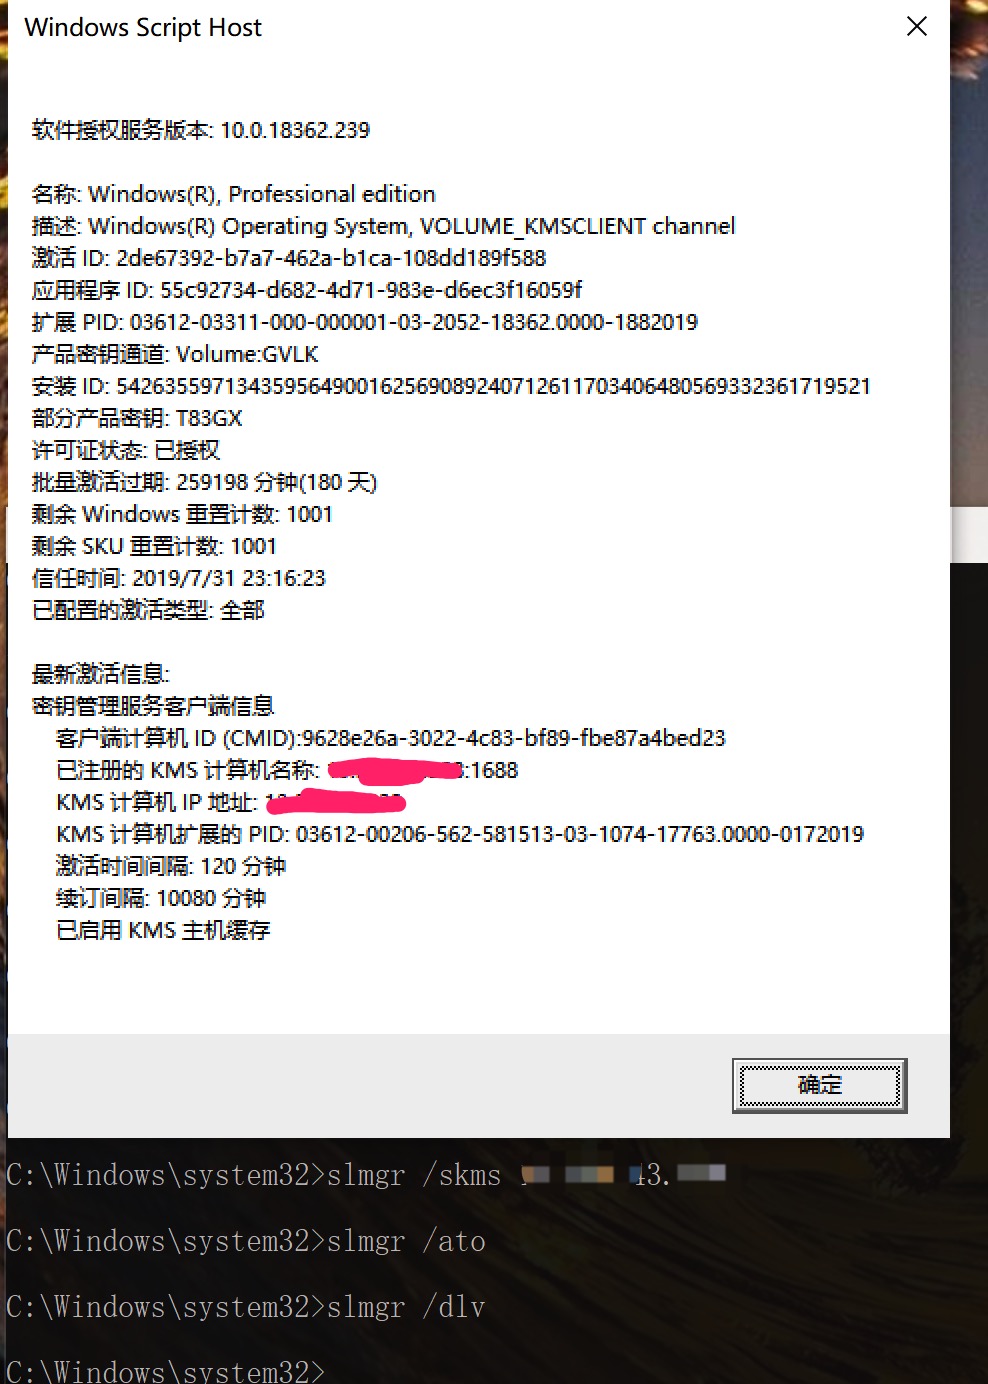 Windows Script Host
软件授权服务版本: 10.0.18362.239
名称: Windows(R), Professional edition
描述: Windows(R) Operating System, VOLUME_KMSCLIENT channel
激活 ID: 2de67392-b7a7-462a-b1ca-108dd189f588
应用程序 ID: 55c92734-d682-4d71-983e-d6ec3f16059f
扩展 PID: 03612-03311-000-000001-03-2052-18362.0000-1882019
产品密钥通道: Volume:GVLK
安装 ID: 542635597134359564900162569089240712611703406480569332361719521
部分产品密钥: T83GX
许可证状态: 已授权
批量激活过期: 259198 分钟(180 天)
剩余 Windows 重置计数: 1001
剩余 SKU 重置计数: 1001
信任时间: 2019/7/31 23:16:23
已配置的激活类型: 全部
最新激活信息:
密钥管理服务客户端信息
客户端计算机 ID (CMID):9628e26a-3022-4c83-bf89-fbe87a4bed23
已注册的 KMS 计算机名称: :1688
KMS 计算机 IP 地址:
KMS 计算机扩展的 PID: 03612-00206-562-581513-03-1074-17763.0000-0172019
激活时间间隔: 120 分钟
续订间隔: 10080 分钟
已启用 KMS 主机缓存
确定
C:\Windows\system32>slmgr /skms 43.
C:\Windows\system32>slmgr /ato
C:\Windows\system32>slmgr /dlv
C:\Windows\system32>